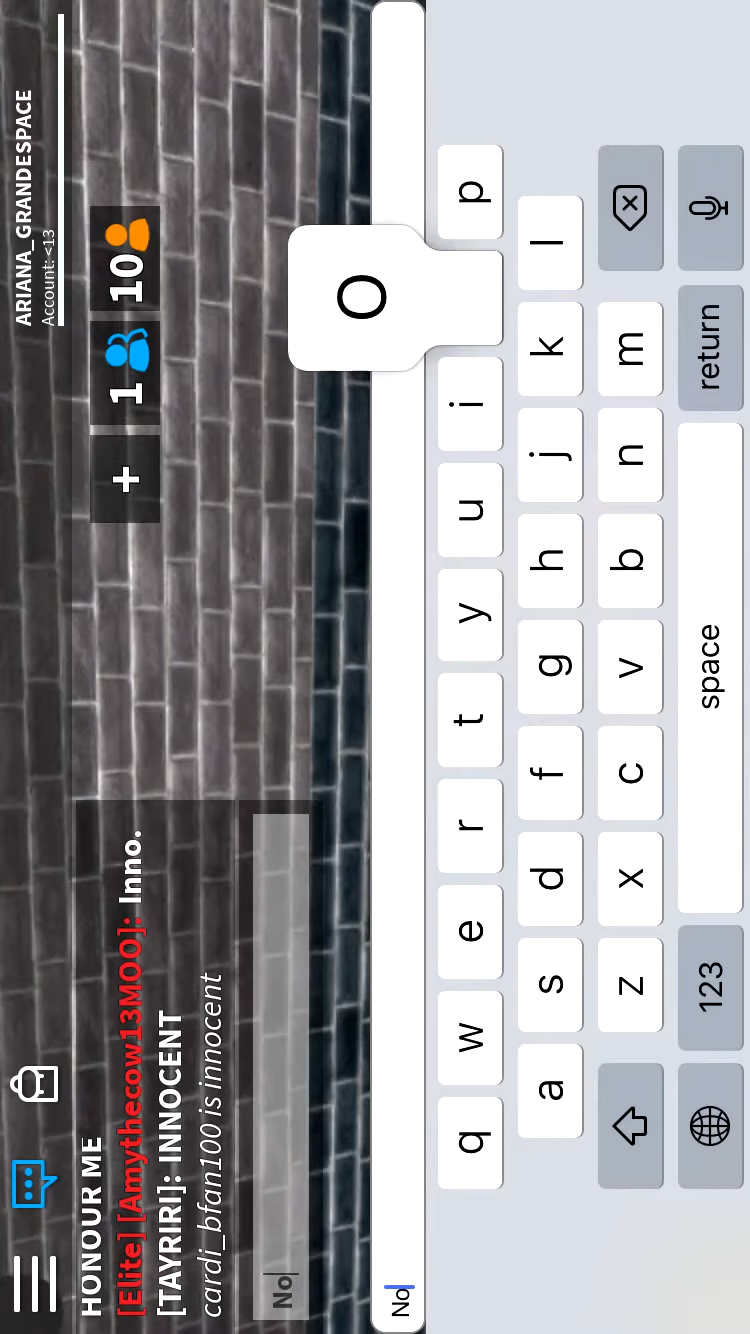 ARIANA_GRANDESPACE
Account: <13
+ 1 10
HONOUR ME
[Elite] [Amythecow13MOO]: Inno.
[TAYRIRI]: INNOCENT
cardi_bfan100 is innocent
No
No
O
q w e r t y u i p
a s d f g h j k l
z x c v b n m
123 space return